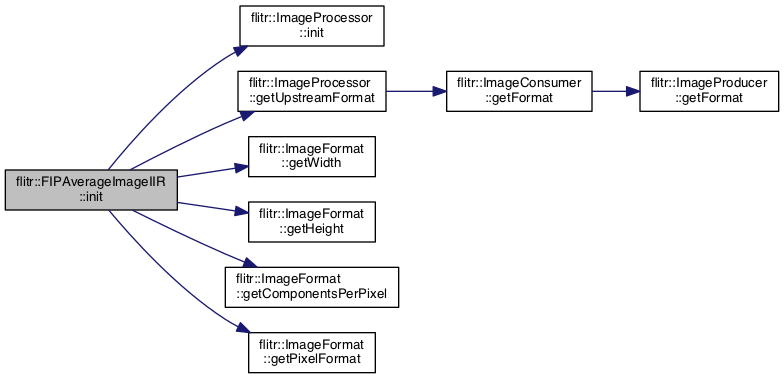 flitr::FIPAverageImageIIR
::init
flitr::ImageProcessor
::init
flitr::ImageProcessor
::getUpstreamFormat
flitr::ImageConsumer
::getFormat
flitr::ImageProducer
::getFormat
flitr::ImageFormat
::getWidth
flitr::ImageFormat
::getHeight
flitr::ImageFormat
::getComponentsPerPixel
flitr::ImageFormat
::getPixelFormat